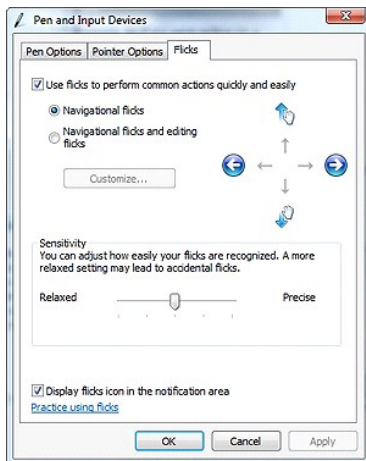 Pen and Input Devices
Pen Options
Pointer Options
Flicks
Use flicks to perform common actions quickly and easily
Navigational flicks
Navigational flicks and editing
flicks
Customize...
Sensitivity
You can adjust how easily your flicks are recognized. A more
relaxed setting may lead to accidental flicks.
Relaxed
Precise
Display flicks icon in the notification area
Practice using flicks
OK
Cancel
Apply